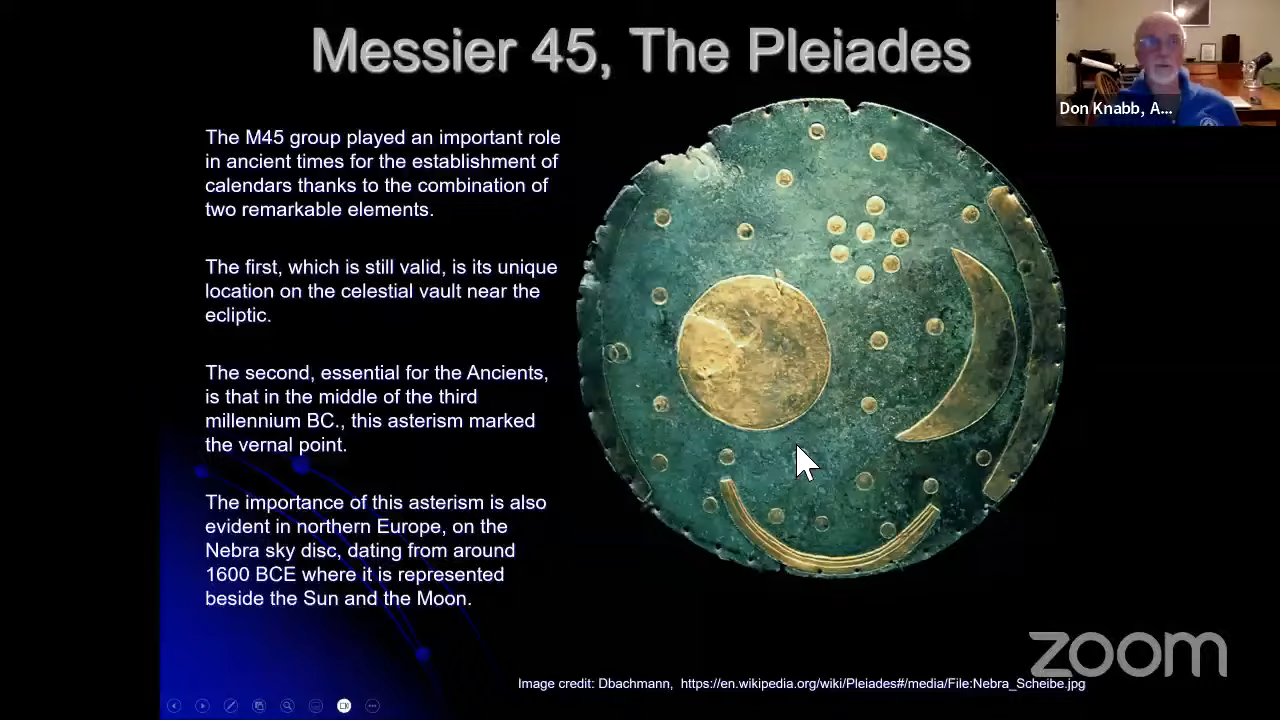 Messier 45, The Pleiades
Don Knabb, A...
The M45 group played an important role
in ancient times for the establishment of
calendars thanks to the combination of
two remarkable elements.
The first, which is still valid, is its unique
location on the celestial vault near the
ecliptic.
The second, essential for the Ancients,
is that in the middle of the third
millennium BC., this asterism marked
the vernal point.
The importance of this asterism is also
evident in northern Europe, on the
Nebra sky disc, dating from around
1600 BCE where it is represented
beside the Sun and the Moon.
zoom
Image credit: Dbachmann, https://en.wikipedia.org/wiki/Pleiades#/media/File:Nebra_Scheibe.jpg